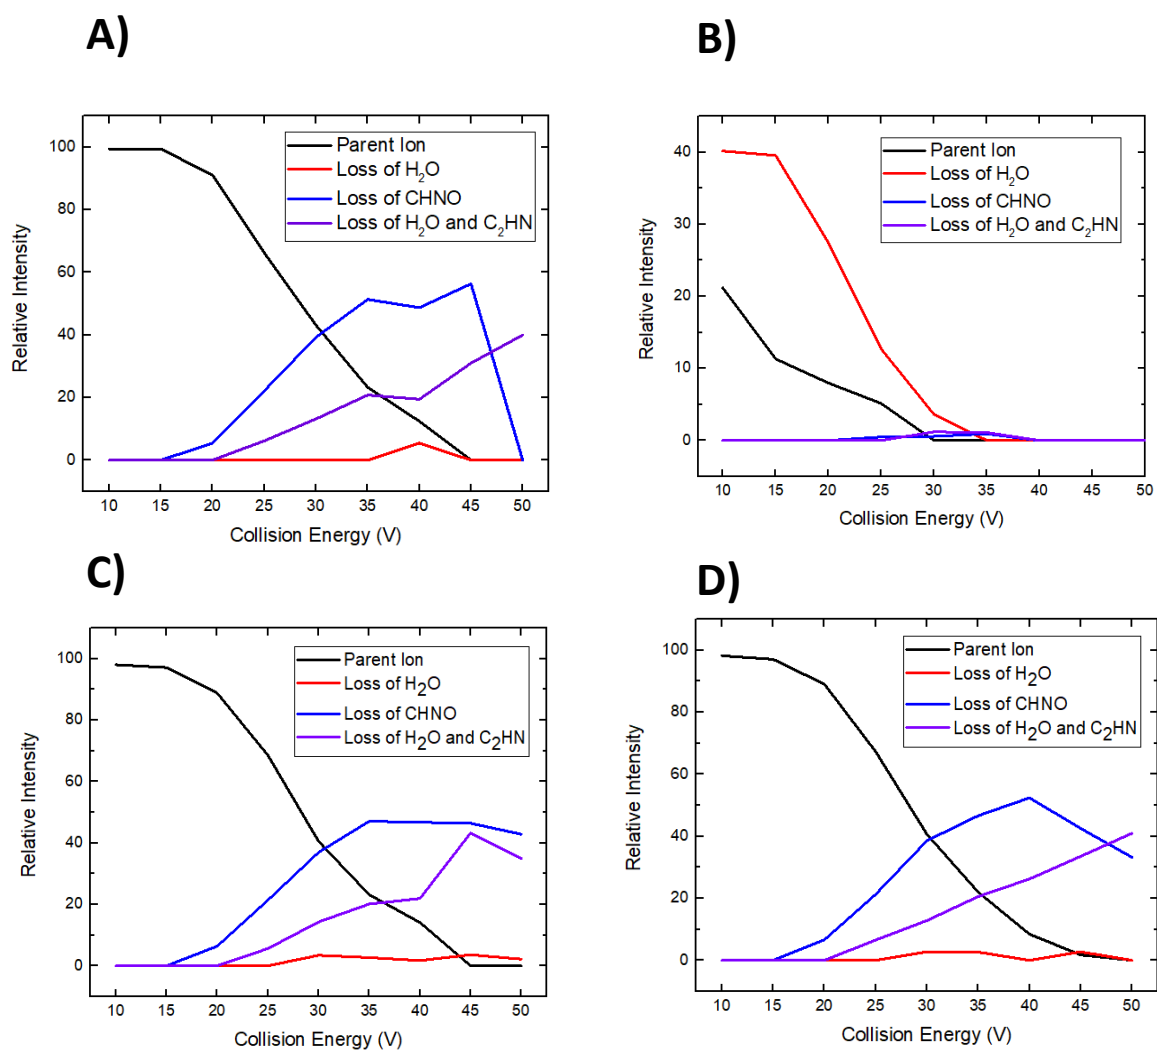 A)
Relative Intensity
100
80
60
40
20
0
Parent Ion
Loss of H₂O
Loss of CHNO
Loss of H₂O and C₂HN
10 15 20 25 30 35 40 45 50
Collision Energy (V)
B)
Relative Intensity
40
30
20
10
0
Parent Ion
Loss of H₂O
Loss of CHNO
Loss of H₂O and C₂HN
10 15 20 25 30 35 40 45 50
Collision Energy (V)
C)
Relative Intensity
100
80
60
40
20
0
Parent Ion
Loss of H2O
Loss of CHNO
Loss of H2O and C2HN
10 15 20 25 30 35 40 45 50
Collision Energy (V)
D)
Relative Intensity
100
80
60
40
20
0
Parent Ion
Loss of H2O
Loss of CHNO
Loss of H2O and C2HN
10 15 20 25 30 35 40 45 50
Collision Energy (V)